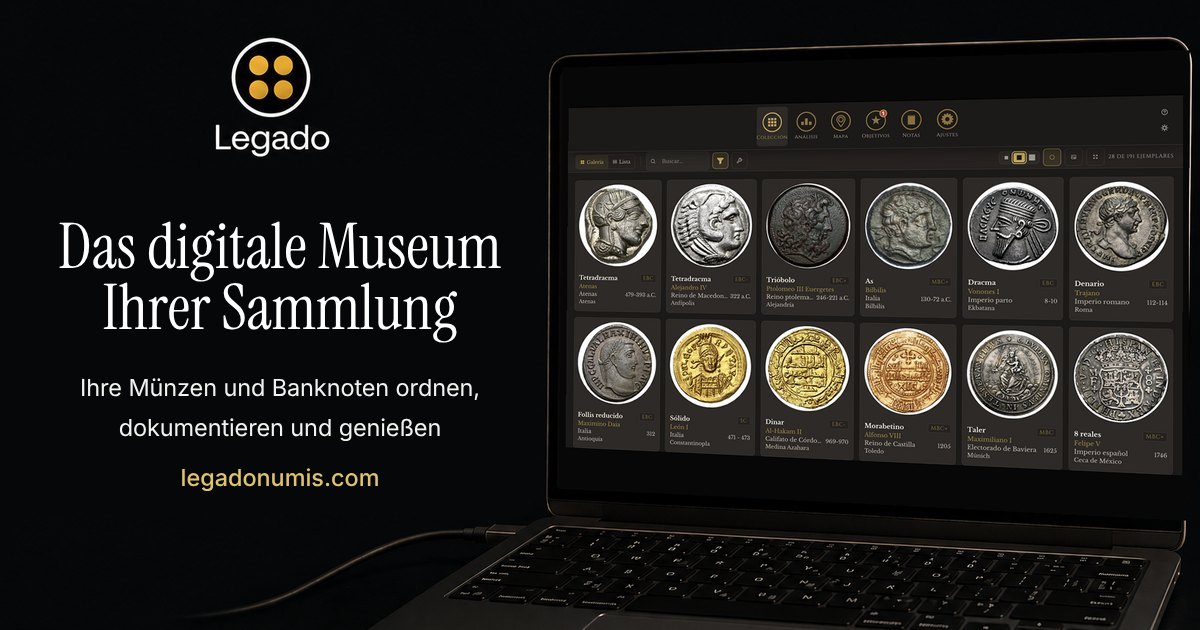 Legado
Das digitale Museum
Ihrer Sammlung
Ihre Münzen und Banknoten ordnen,
dokumentieren und genießen
legadonumis.com
COLECCIÓN
ANÁLISIS
MAPA
OBJETIVOS
NOTAS
AJUSTES
Galería
Lista
Buscar...
28 DE 191 EJEMPLARES
Tetradracma EBC
Atenas
Atenas 479-393 a.C.
Atenas
Tetradracma EBC+
Alejandro IV
Reino de Macedon... 322 a.C.
Anfípolis
Trióbolo EBC+
Ptolomeo III Euergetes
Reino ptolema... 246-221 a.C.
Alejandría
As MBC+
Bilbilis
Italia 130-72 a.C.
Bilbilis
Dracma EBC
Vonones I
Imperio parto 8-10
Ekbatana
Denario EBC
Trajano
Imperio romano 112-114
Roma
Follis reducido EBC
Maximino Daia
Italia 312
Antioquía
Sólido SC
León I
Italia 471 - 473
Constantinopla
Dinar EBC-
Al-Hakam II
Califato de Córdo... 969-970
Medina Azahara
Morabetino MBC+
Alfonso VIII
Reino de Castilla 1205
Toledo
Taler MBC
Maximiliano I
Electorado de Baviera 1625
Múnich
8 reales MBC+
Felipe V
Imperio español 1746
Ceca de México